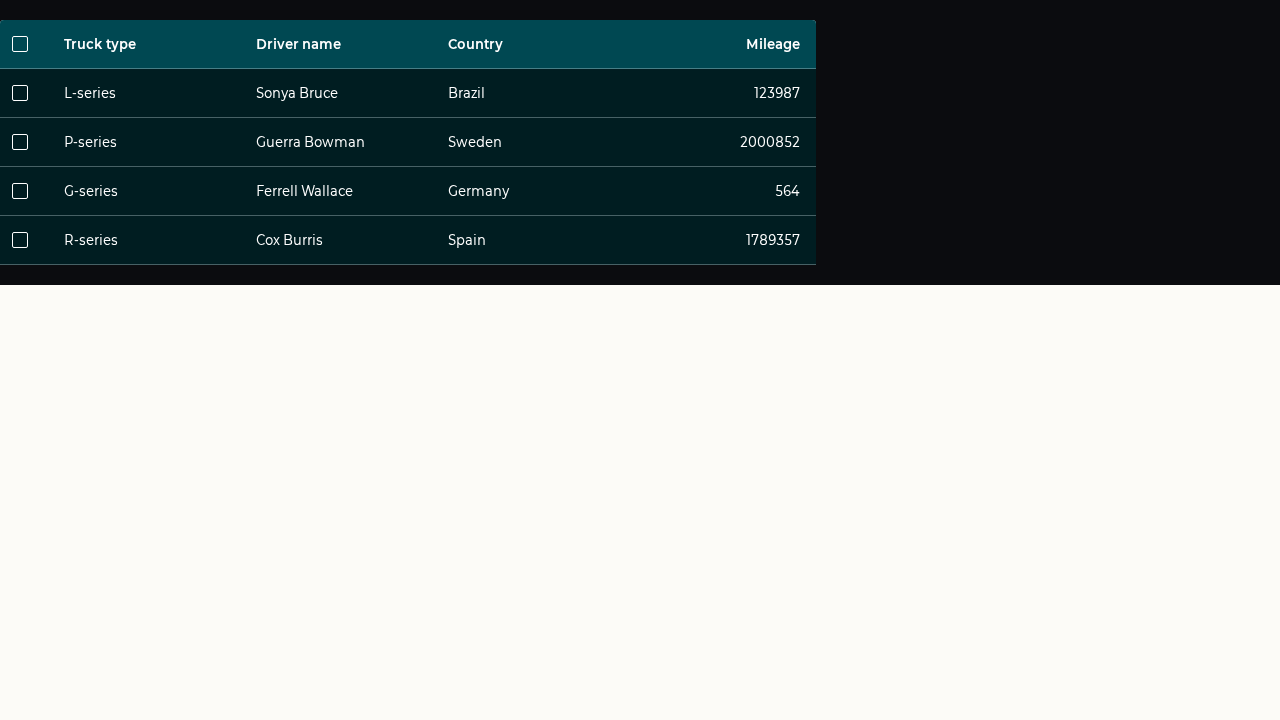 Truck type Driver name Country Mileage
L-series Sonya Bruce Brazil 123987
P-series Guerra Bowman Sweden 2000852
G-series Ferrell Wallace Germany 564
R-series Cox Burris Spain 1789357